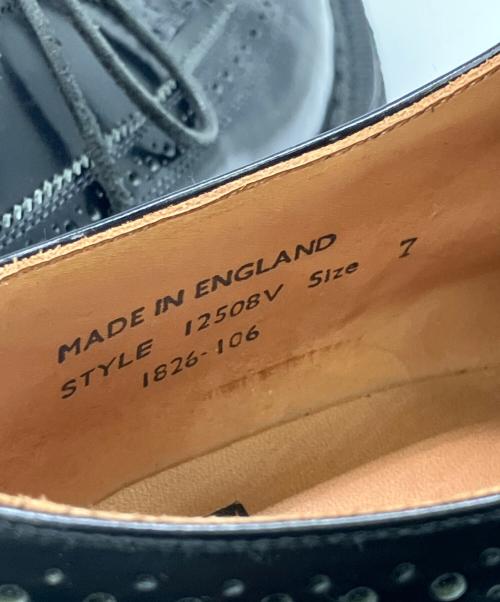 MADE IN ENGLAND
STYLE 12508V Size 7
1826-106